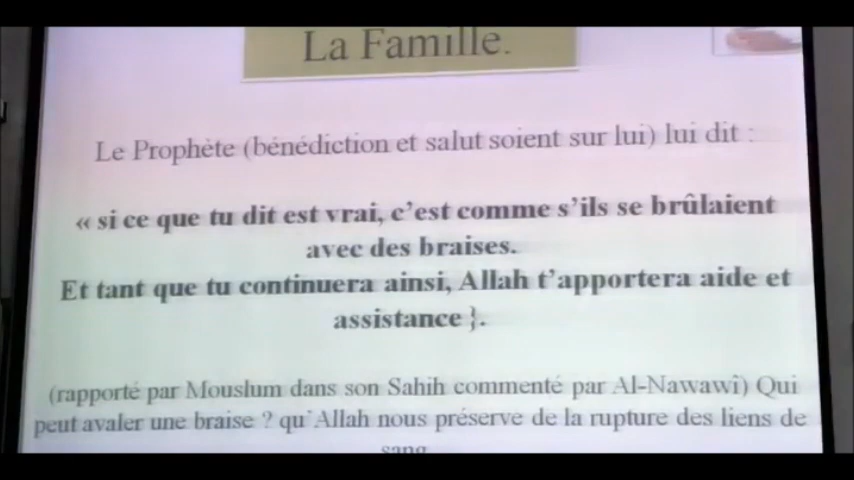 La Famille.
Le Prophète (bénédiction et salut soient sur lui) lui dit :
« si ce que tu dit est vrai, c’est comme s’ils se brûlaient
avec des braises.
Et tant que tu continuera ainsi, Allah t’apportera aide et
assistance }.
(rapporté par Mouslum dans son Sahih commenté par Al-Nawawi) Qui
peut avaler une braise ? qu’Allah nous préserve de la rupture des liens de
sang